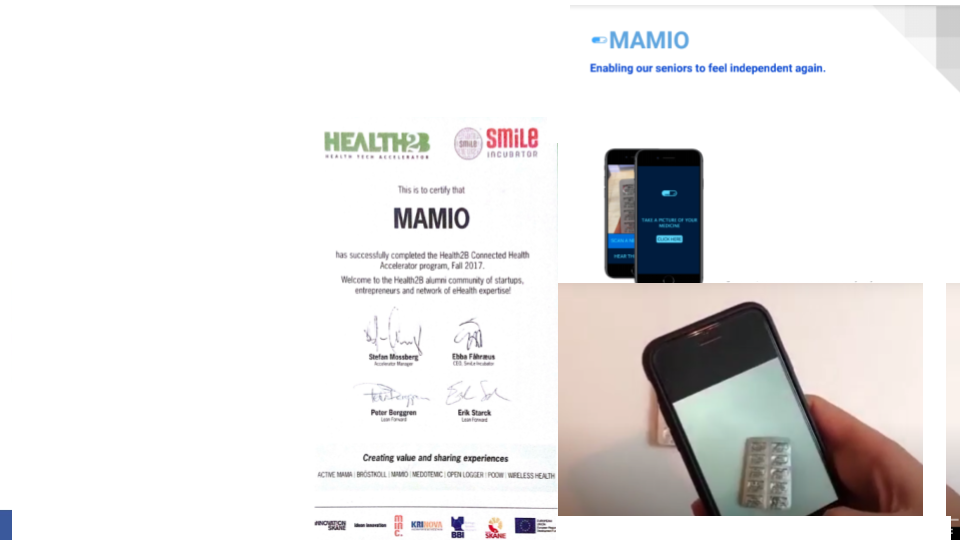 MAMIO
Enabling our seniors to feel independent again.
HEALTH2B
HEALTH TECH ACCELERATOR
SMiLE
SMiLE
INCUBATOR
This is to certify that
MAMIO
has successfully completed the Health2B Connected Health
Accelerator program, Fall 2017.
Welcome to the Health2B alumni community of startups,
entrepreneurs and network of eHealth expertise!
Stefan Mossberg
Accelerator Manager
Ebba Fåhræus
CEO, Smile Incubator
Peter Berggren
Lean Forward
Erik Starck
Lean Forward
Creating value and sharing experiences
ACTIVE MAMA | BRÖSTKOLL | MAMIO | MEDOTEMIC | OPEN LOGGER | POOW | WIRELESS HEALTH
#INNOVATION
SKANE
Ideon Innovation
minc.
KRINOVA
BBI
SKÅNE
TAKE A PICTURE OF YOUR
MEDICINE
CLICK HERE
SCAN A
HEAR TH